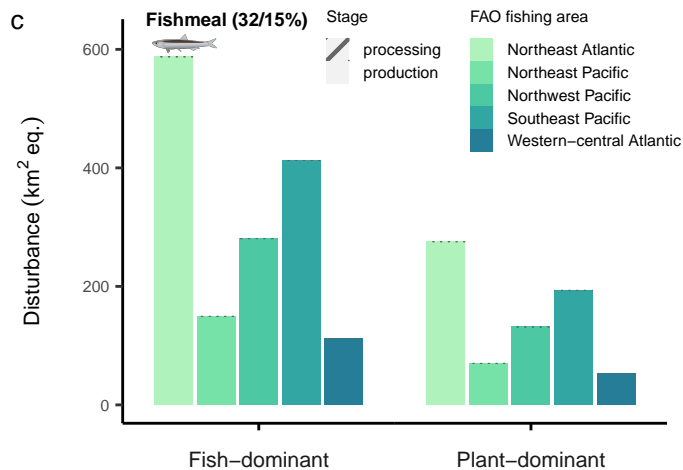 c
Fishmeal (32/15%)
Stage
processing
production
FAO fishing area
Northeast Atlantic
Northeast Pacific
Northwest Pacific
Southeast Pacific
Western−central Atlantic
Disturbance (km² eq.)
600
400
200
0
Fish−dominant
Plant−dominant